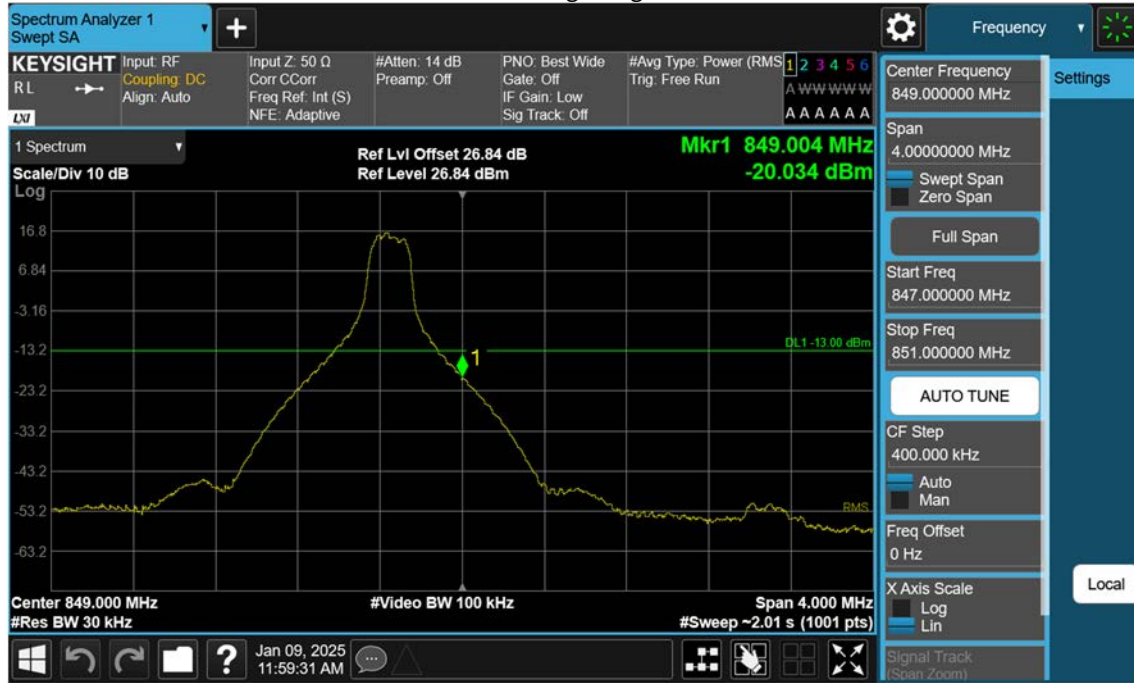 Spectrum Analyzer 1
Swept SA
Frequency
KEYSIGHT
Input: RF
Input Z: 50 Ω
#Atten: 14 dB
PNO: Best Wide
#Avg Type: Power (RMS
1 2 3 4 5 6
R L
Coupling: DC
Corr CCorr
Preamp: Off
Gate: Off
Trig: Free Run
A W W W W W
Align: Auto
Freq Ref: Int (S)
IF Gain: Low
LXI
NFE: Adaptive
Sig Track: Off
A A A A A A
1 Spectrum
Ref Lvl Offset 26.84 dB
Mkr1 849.004 MHz
Scale/Div 10 dB
Ref Level 26.84 dBm
-20.034 dBm
Log
16.8
6.84
-3.16
-13.2
DL1 -13.00 dBm
1
-23.2
-33.2
-43.2
-53.2
RMS
-63.2
Center 849.000 MHz
#Video BW 100 kHz
Span 4.000 MHz
#Res BW 30 kHz
#Sweep ~2.01 s (1001 pts)
Jan 09, 2025
11:59:31 AM
?
Center Frequency
849.000000 MHz
Settings
Span
4.00000000 MHz
Swept Span
Zero Span
Full Span
Start Freq
847.000000 MHz
Stop Freq
851.000000 MHz
AUTO TUNE
CF Step
400.000 kHz
Auto
Man
Freq Offset
0 Hz
X Axis Scale
Log
Lin
Local
Signal Track
(Span Zoom)